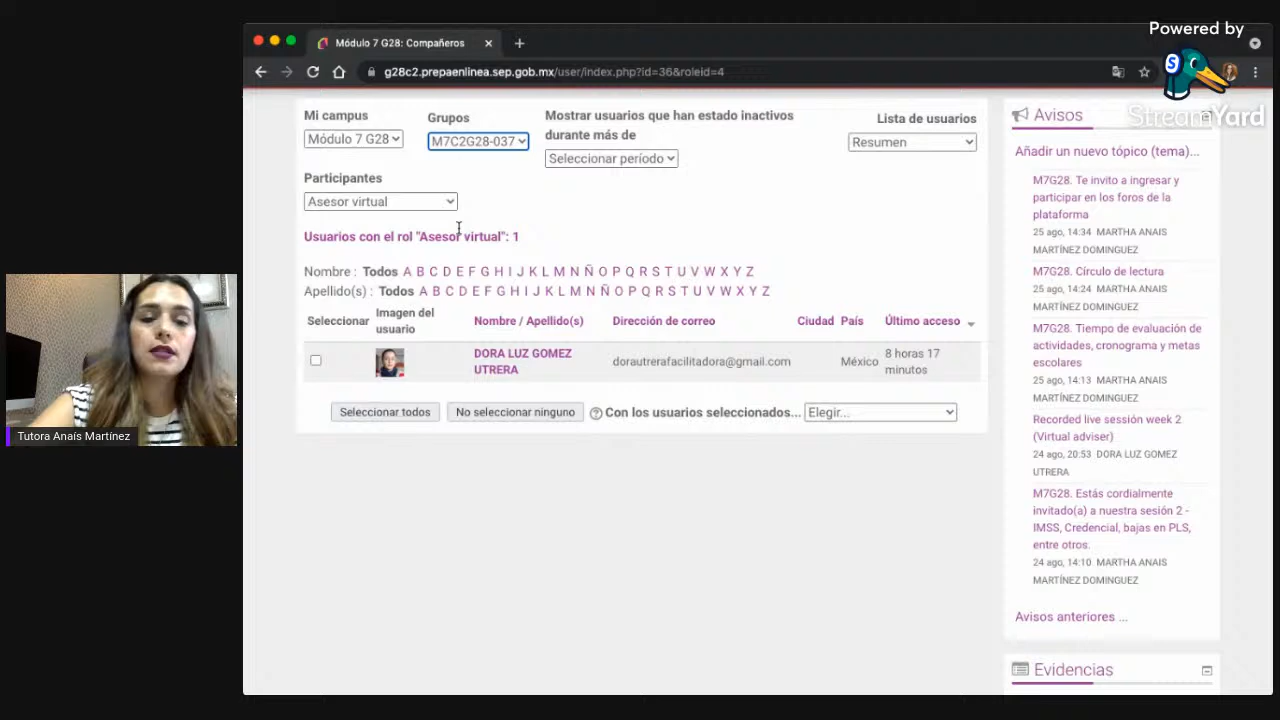 Powered by
StreamYard
Módulo 7 G28: Compañeros
g28c2.prepaenlinea.sep.gob.mx/user/index.php?id=36&roleid=4
Mi campus
Módulo 7 G28
Grupos
M7C2G28-037
Mostrar usuarios que han estado inactivos
durante más de
Seleccionar período
Lista de usuarios
Resumen
Participantes
Asesor virtual
Usuarios con el rol "Asesor virtual": 1
Nombre : Todos A B C D E F G H I J K L M N Ñ O P Q R S T U V W X Y Z
Apellido(s) : Todos A B C D E F G H I J K L M N Ñ O P Q R S T U V W X Y Z
Seleccionar
Imagen del
usuario
Nombre / Apellido(s)
Dirección de correo
Ciudad
País
Último acceso
DORA LUZ GOMEZ
UTRERA
dorautrerafacilitadora@gmail.com
México
8 horas 17
minutos
Seleccionar todos
No seleccionar ninguno
Con los usuarios seleccionados...
Elegir...
Avisos
Añadir un nuevo tópico (tema)...
M7G28. Te invito a ingresar y
participar en los foros de la
plataforma
25 ago, 14:34 MARTHA ANAIS
MARTÍNEZ DOMINGUEZ
M7G28. Círculo de lectura
25 ago, 14:24 MARTHA ANAIS
MARTÍNEZ DOMINGUEZ
M7G28. Tiempo de evaluación de
actividades, cronograma y metas
escolares
25 ago, 14:13 MARTHA ANAIS
MARTÍNEZ DOMINGUEZ
Recorded live sessión week 2
(Virtual adviser)
24 ago, 20:53 DORA LUZ GOMEZ
UTRERA
M7G28. Estás cordialmente
invitado(a) a nuestra sesión 2 -
IMSS, Credencial, bajas en PLS,
entre otros.
24 ago, 14:10 MARTHA ANAIS
MARTÍNEZ DOMINGUEZ
Avisos anteriores ...
Evidencias
Tutora Anaís Martínez